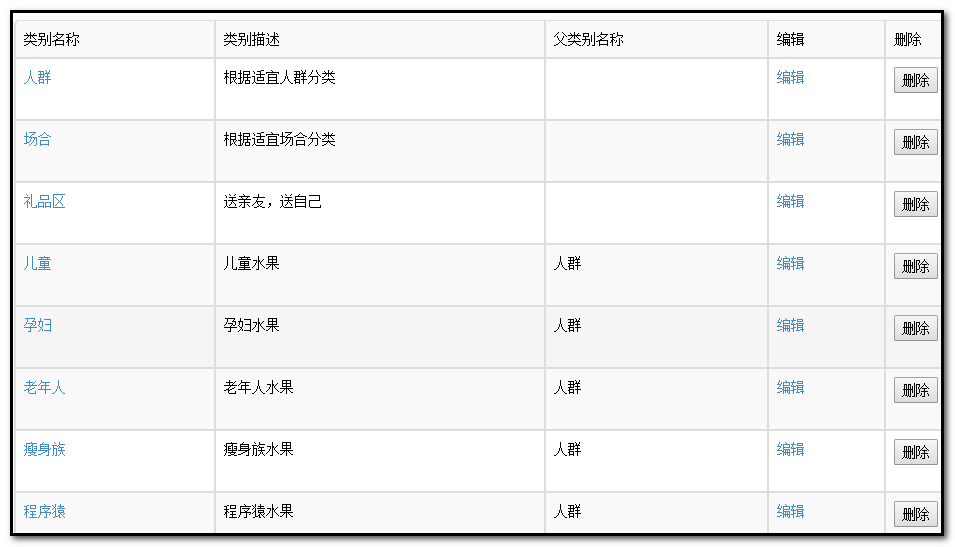 类别名称 类别描述 父类别名称 编辑 删除
人群 根据适宜人群分类 编辑 删除
场合 根据适宜场合分类 编辑 删除
礼品区 送亲友，送自己 编辑 删除
儿童 儿童水果 人群 编辑 删除
孕妇 孕妇水果 人群 编辑 删除
老年人 老年人水果 人群 编辑 删除
瘦身族 瘦身族水果 人群 编辑 删除
程序猿 程序猿水果 人群 编辑 删除